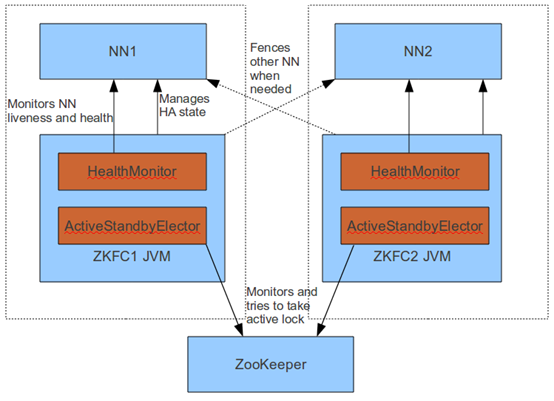 NN1
Fences
other NN
when
needed
NN2
Monitors NN
liveness and health
Manages
HA state
HealthMonitor
ActiveStandbyElector
ZKFC1 JVM
HealthMonitor
ActiveStandbyElector
ZKFC2 JVM
Monitors and
tries to take
active lock
ZooKeeper